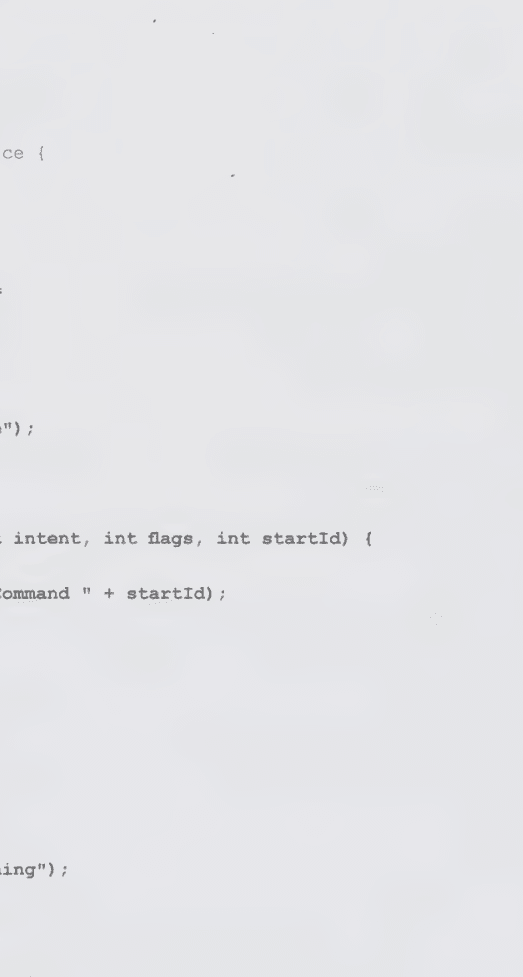 ce {
");
intent, int flags, int startId) {
ommand " + startId);
ing");